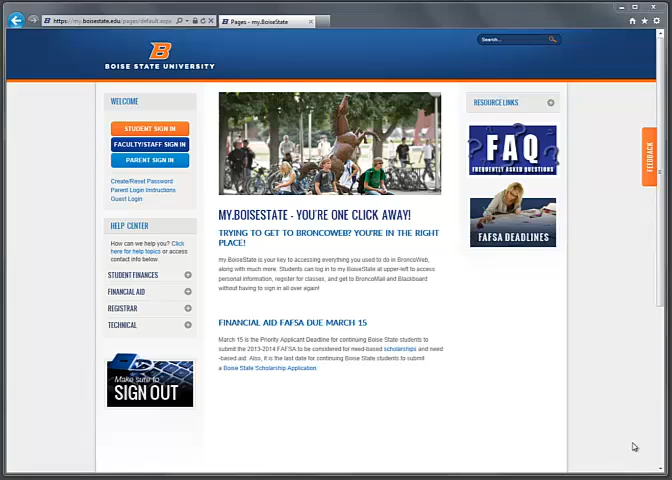 https://my.boisestate.edu/pages/default.aspx
Pages - my.BoiseState
B
BOISE STATE UNIVERSITY
Search...
WELCOME
STUDENT SIGN IN
FACULTY/STAFF SIGN IN
PARENT SIGN IN
Create/Reset Password
Parent Login Instructions
Guest Login
HELP CENTER
How can we help you? Click
here for help topics or access
contact info below.
STUDENT FINANCES
FINANCIAL AID
REGISTRAR
TECHNICAL
Make sure to
SIGN OUT
MY.BOISESTATE - YOU'RE ONE CLICK AWAY!
TRYING TO GET TO BRONCOWEB? YOU'RE IN THE RIGHT
PLACE!
my.BoiseState is your key to accessing everything you used to do in BroncoWeb,
along with much more. Students can log in to my.BoiseState at upper-left to access
personal information, register for classes, and get to BroncoMail and Blackboard
without having to sign in all over again!
FINANCIAL AID FAFSA DUE MARCH 15
March 15 is the Priority Applicant Deadline for continuing Boise State students to
submit the 2013-2014 FAFSA to be considered for need-based scholarships and need
-based aid. Also, it is the last date for continuing Boise State students to submit
a Boise State Scholarship Application.
RESOURCE LINKS
FAQ
FREQUENTLY ASKED QUESTIONS
FAFSA DEADLINES
FEEDBACK